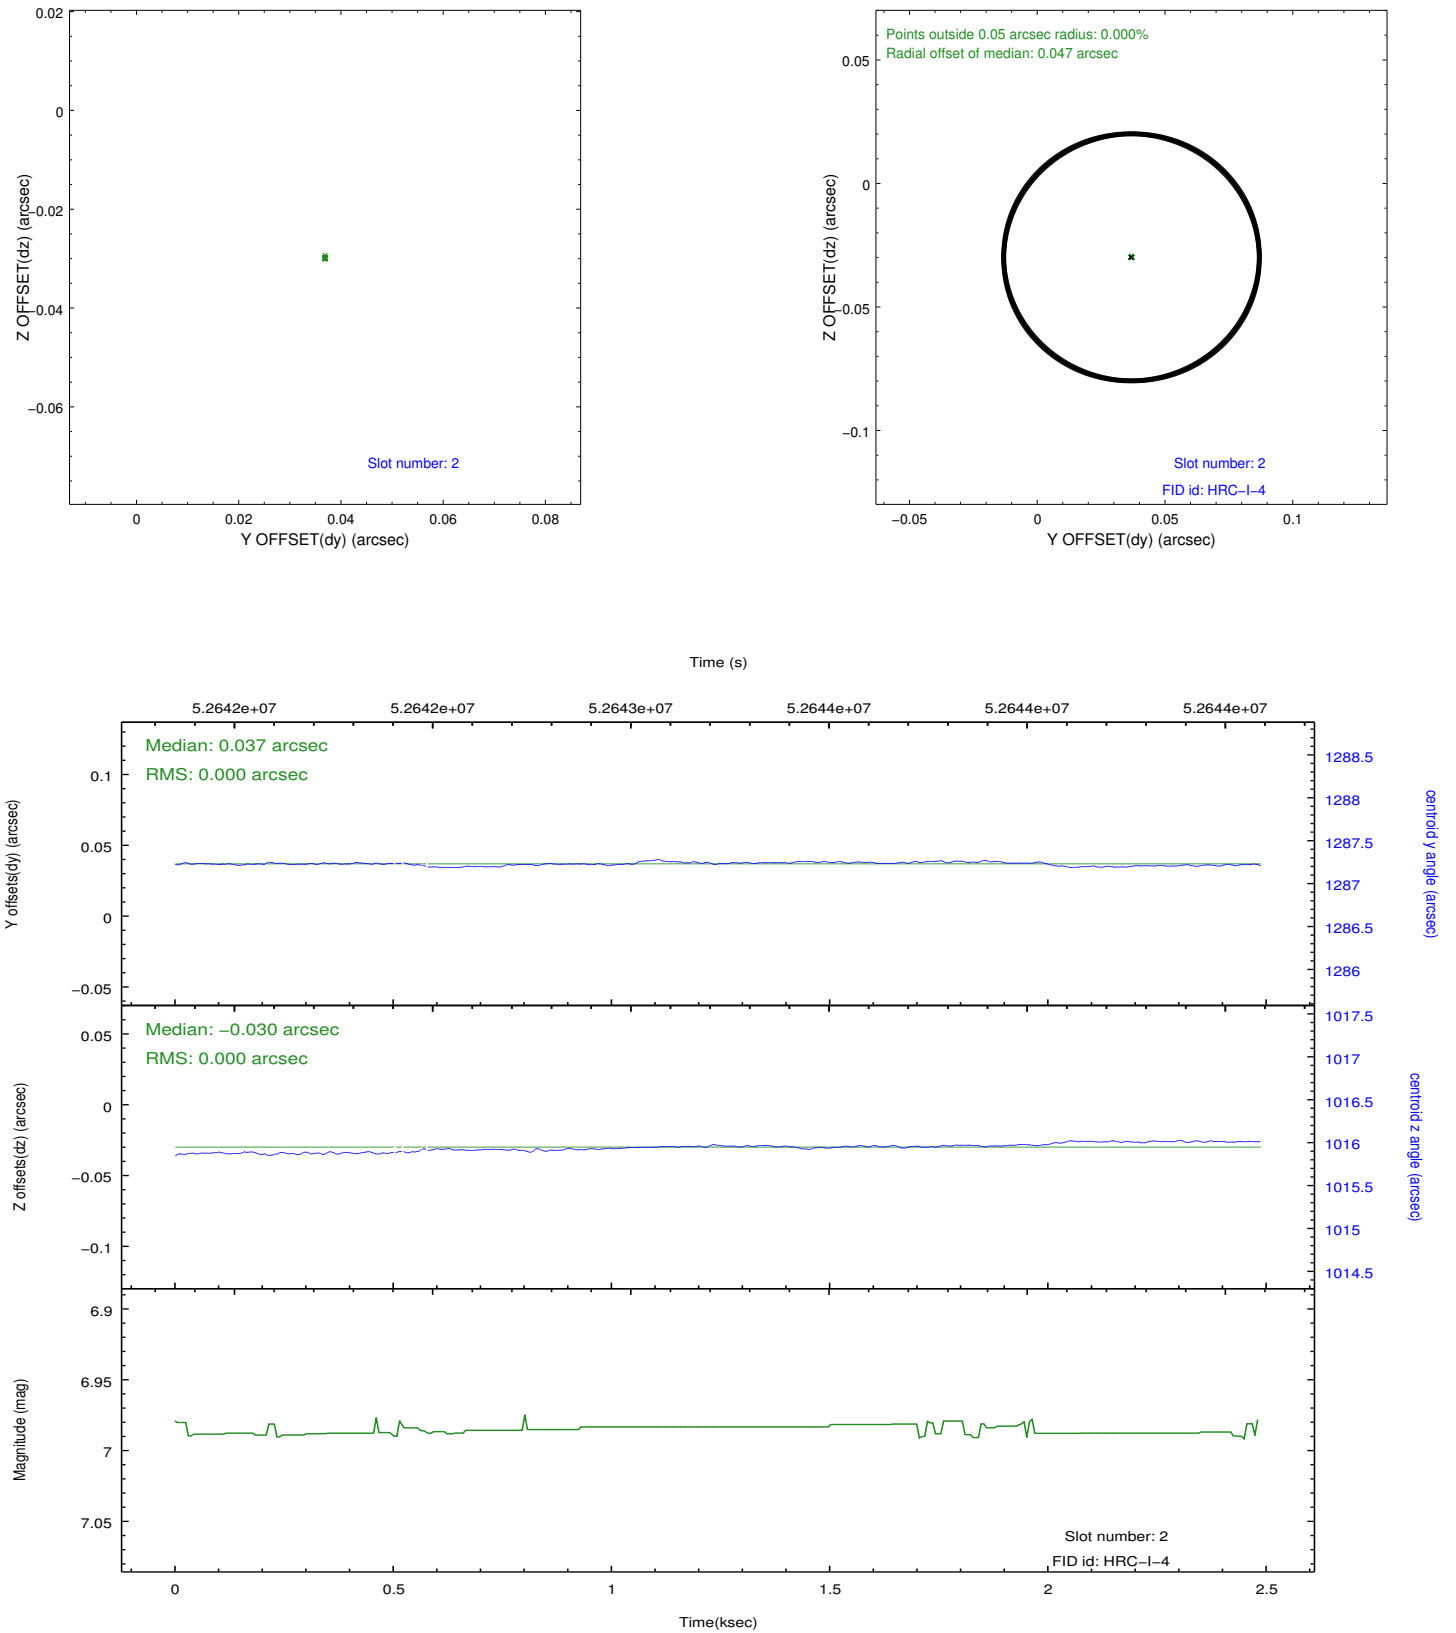 0.02
0
−0.02
−0.04
−0.06
Z OFFSET(dz) (arcsec)
Slot number: 2
0
0.02
0.04
0.06
0.08
Y OFFSET(dy) (arcsec)
Points outside 0.05 arcsec radius: 0.000%
Radial offset of median: 0.047 arcsec
0.05
0
−0.05
−0.1
Z OFFSET(dz) (arcsec)
Slot number: 2
FID id: HRC−I−4
−0.05
0
0.05
0.1
Y OFFSET(dy) (arcsec)
Time (s)
5.2642e+07
5.2642e+07
5.2643e+07
5.2644e+07
5.2644e+07
5.2644e+07
Median: 0.037 arcsec
RMS: 0.000 arcsec
0.1
0.05
0
−0.05
Y offsets(dy) (arcsec)
1288.5
1288
1287.5
1287
1286.5
1286
centroid y angle (arcsec)
Median: −0.030 arcsec
RMS: 0.000 arcsec
0.05
0
−0.05
−0.1
Z offsets(dz) (arcsec)
1017.5
1017
1016.5
1016
1015.5
1015
1014.5
centroid z angle (arcsec)
6.9
6.95
7
7.05
Magnitude (mag)
Slot number: 2
FID id: HRC−I−4
0
0.5
1
1.5
2
2.5
Time(ksec)